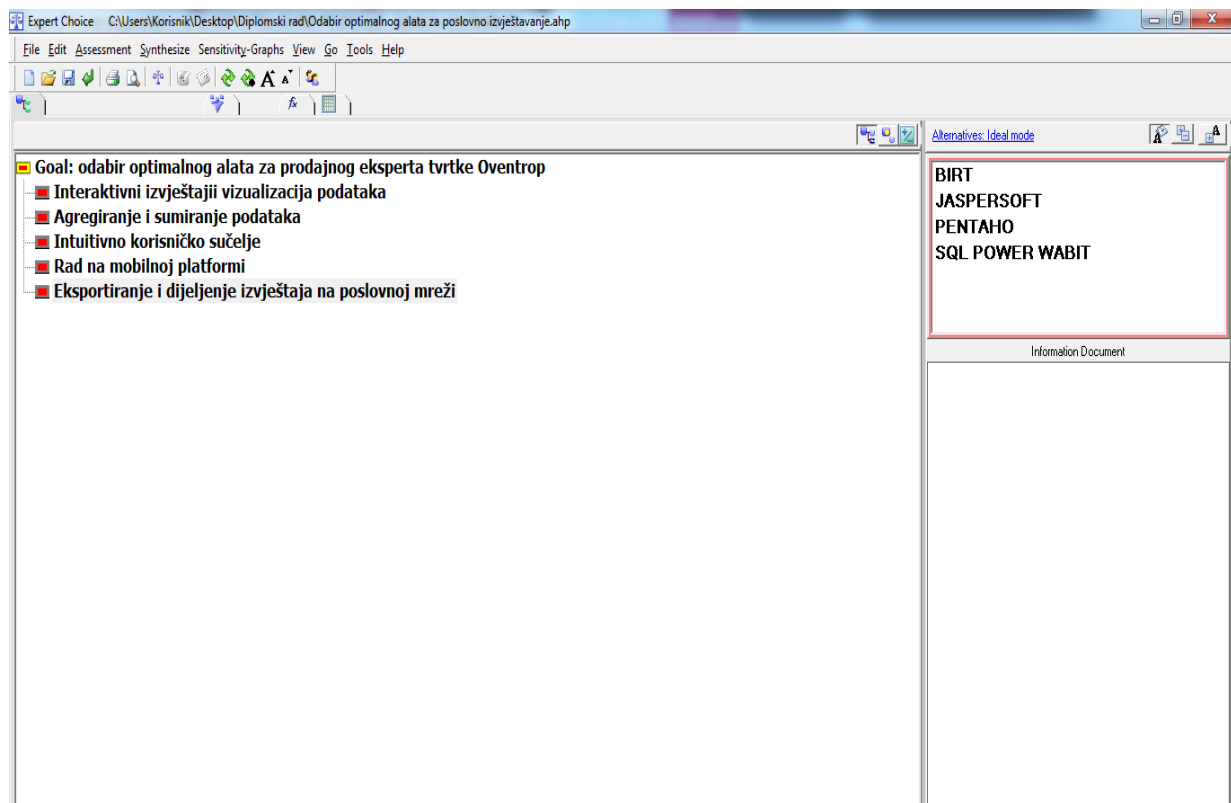 Expert Choice C:\Users\Korisnik\Desktop\Diplomski rad\Odabir optimalnog alata za poslovno izvještavanje.ahp
File Edit Assessment Synthesize Sensitivity-Graphs View Go Tools Help
Alternatives: Ideal mode
Goal: odabir optimalnog alata za prodajnog eksperta tvrtke Oventrop
Interaktivni izvještajii vizualizacija podataka
Agregiranje i sumiranje podataka
Intuitivno korisničko sučelje
Rad na mobilnoj platformi
Eksportiranje i dijeljenje izvještaja na poslovnoj mreži
BIRT
JASPERSOFT
PENTAHO
SQL POWER WABIT
Information Document